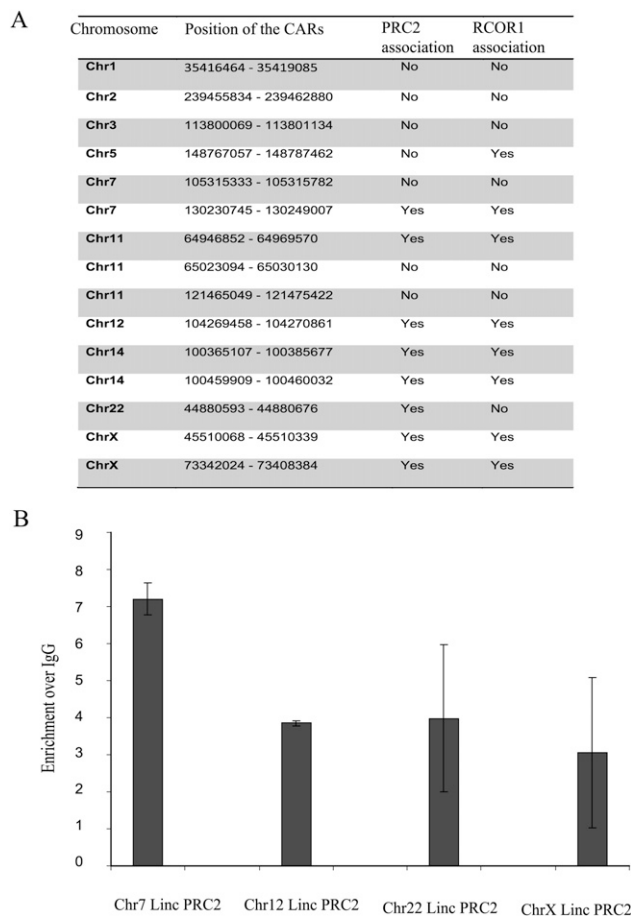 A
Chromosome Position of the CARs PRC2 association RCOR1 association
Chr1 35416464 - 35419085 No No
Chr2 239455834 - 239462880 No No
Chr3 113800069 - 113801134 No No
Chr5 148767057 - 148787462 No Yes
Chr7 105315333 - 105315782 No No
Chr7 130230745 - 130249007 Yes Yes
Chr11 64946852 - 64969570 Yes Yes
Chr11 65023094 - 65030130 No No
Chr11 121465049 - 121475422 No No
Chr12 104269458 - 104270861 Yes Yes
Chr14 100365107 - 100385677 Yes Yes
Chr14 100459909 - 100460032 Yes Yes
Chr22 44880593 - 44880676 Yes No
ChrX 45510068 - 45510339 Yes Yes
ChrX 73342024 - 73408384 Yes Yes
B
Enrichment over IgG
9
8
7
6
5
4
3
2
1
0
Chr7 Linc PRC2 Chr12 Linc PRC2 Chr22 Linc PRC2 ChrX Linc PRC2